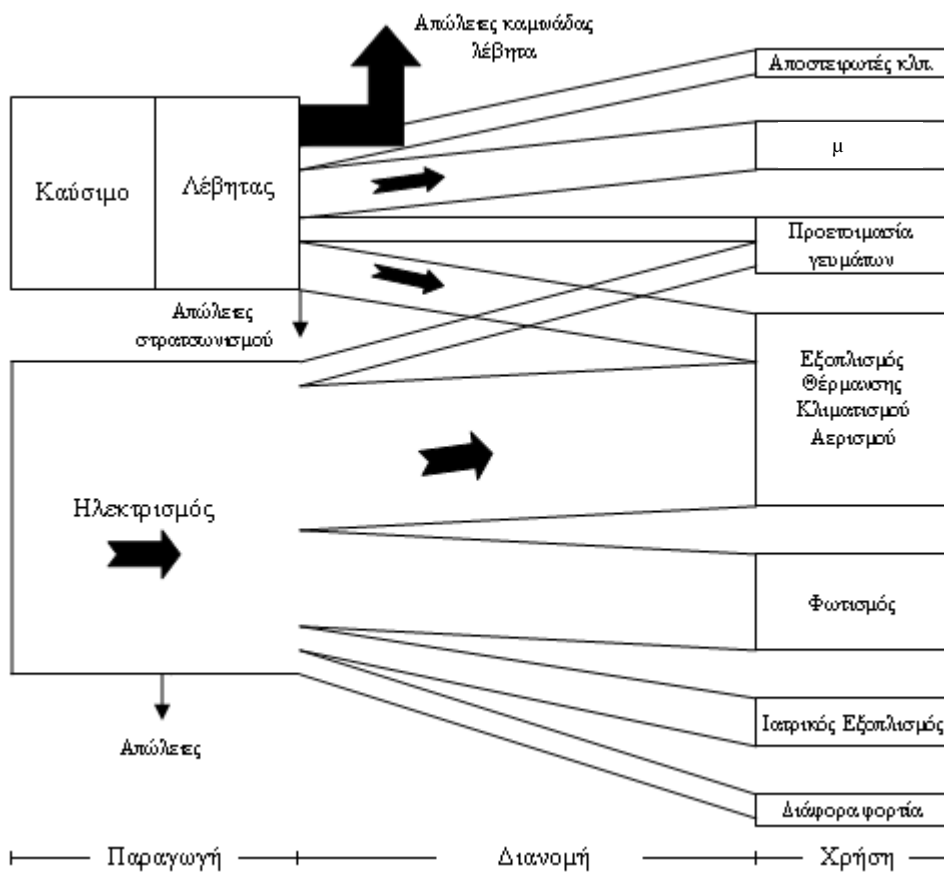 Απώλειες καμινάδας
λέβητα
Αποστειρωτές κλπ.
μ
Καύσιμο
Λέβητας
Προετοιμασία
γευμάτων
Απώλειες
στρατσωνισμού
Εξοπλισμός
Θέρμανσης
Κλιματισμού
Αερισμού
Ηλεκτρισμός
Φωτισμός
Ιατρικός Εξοπλισμός
Απώλειες
Διάφορα φορτία
Παραγωγή
Διανομή
Χρήση